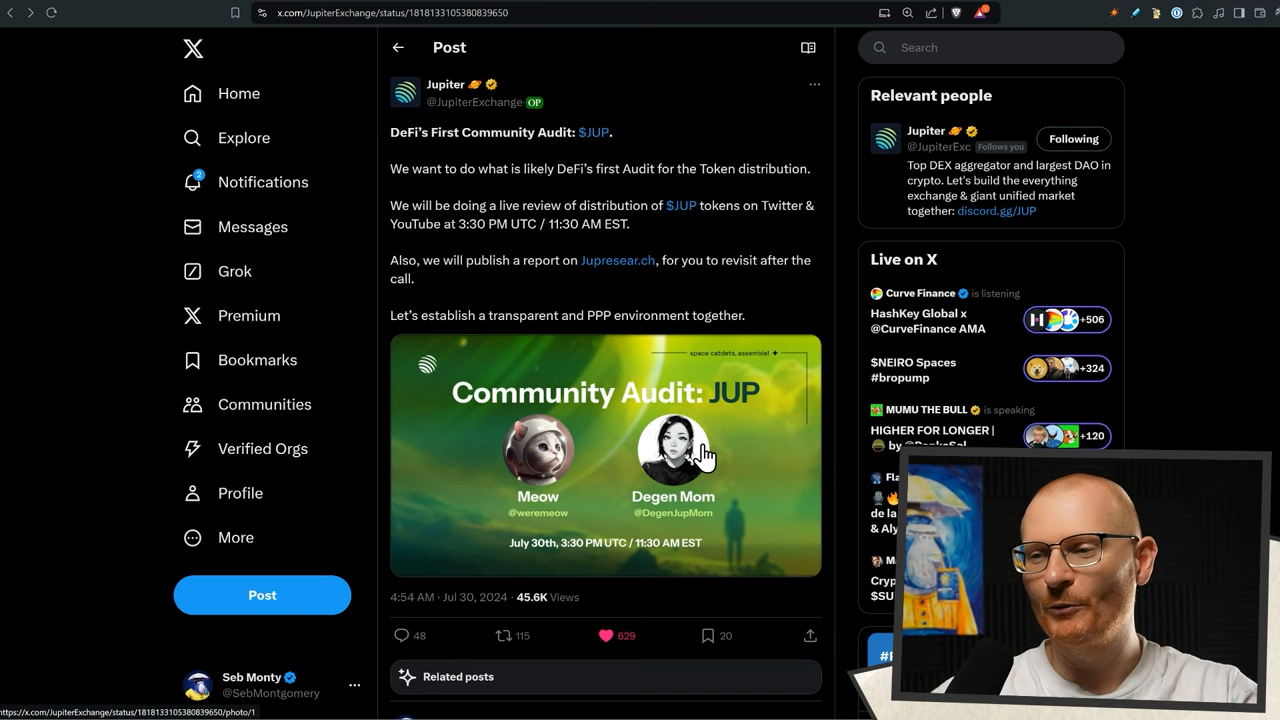 x.com/JupiterExchange/status/1818133105380839650
Home
Explore
2
Notifications
Messages
Grok
Premium
Bookmarks
Communities
Verified Orgs
Profile
More
Post
Seb Monty
@SebMontgomery
https://x.com/JupiterExchange/status/1818133105380839650/photo/1
Post
Jupiter
@JupiterExchange OP
DeFi's First Community Audit: $JUP.
We want to do what is likely DeFi's first Audit for the Token distribution.
We will be doing a live review of distribution of $JUP tokens on Twitter &
YouTube at 3:30 PM UTC / 11:30 AM EST.
Also, we will publish a report on Jupresear.ch, for you to revisit after the
call.
Let's establish a transparent and PPP environment together.
space catdets, assemble!
Community Audit: JUP
Meow
@weremeow
Degen Mom
@DegenJupMom
July 30th, 3:30 PM UTC / 11:30 AM EST
4:54 AM · Jul 30, 2024 · 45.6K Views
48
115
629
20
Related posts
Search
Relevant people
Jupiter
@JupiterExc Follows you
Following
Top DEX aggregator and largest DAO in
crypto. Let's build the everything
exchange & giant unified market
together: discord.gg/JUP
Live on X
Curve Finance is listening
HashKey Global x
@CurveFinance AMA
+506
$NEIRO Spaces
#bropump
+324
MUMU THE BULL is speaking
HIGHER FOR LONGER |
+120
by
de la
& Aly
Cryp
$SU